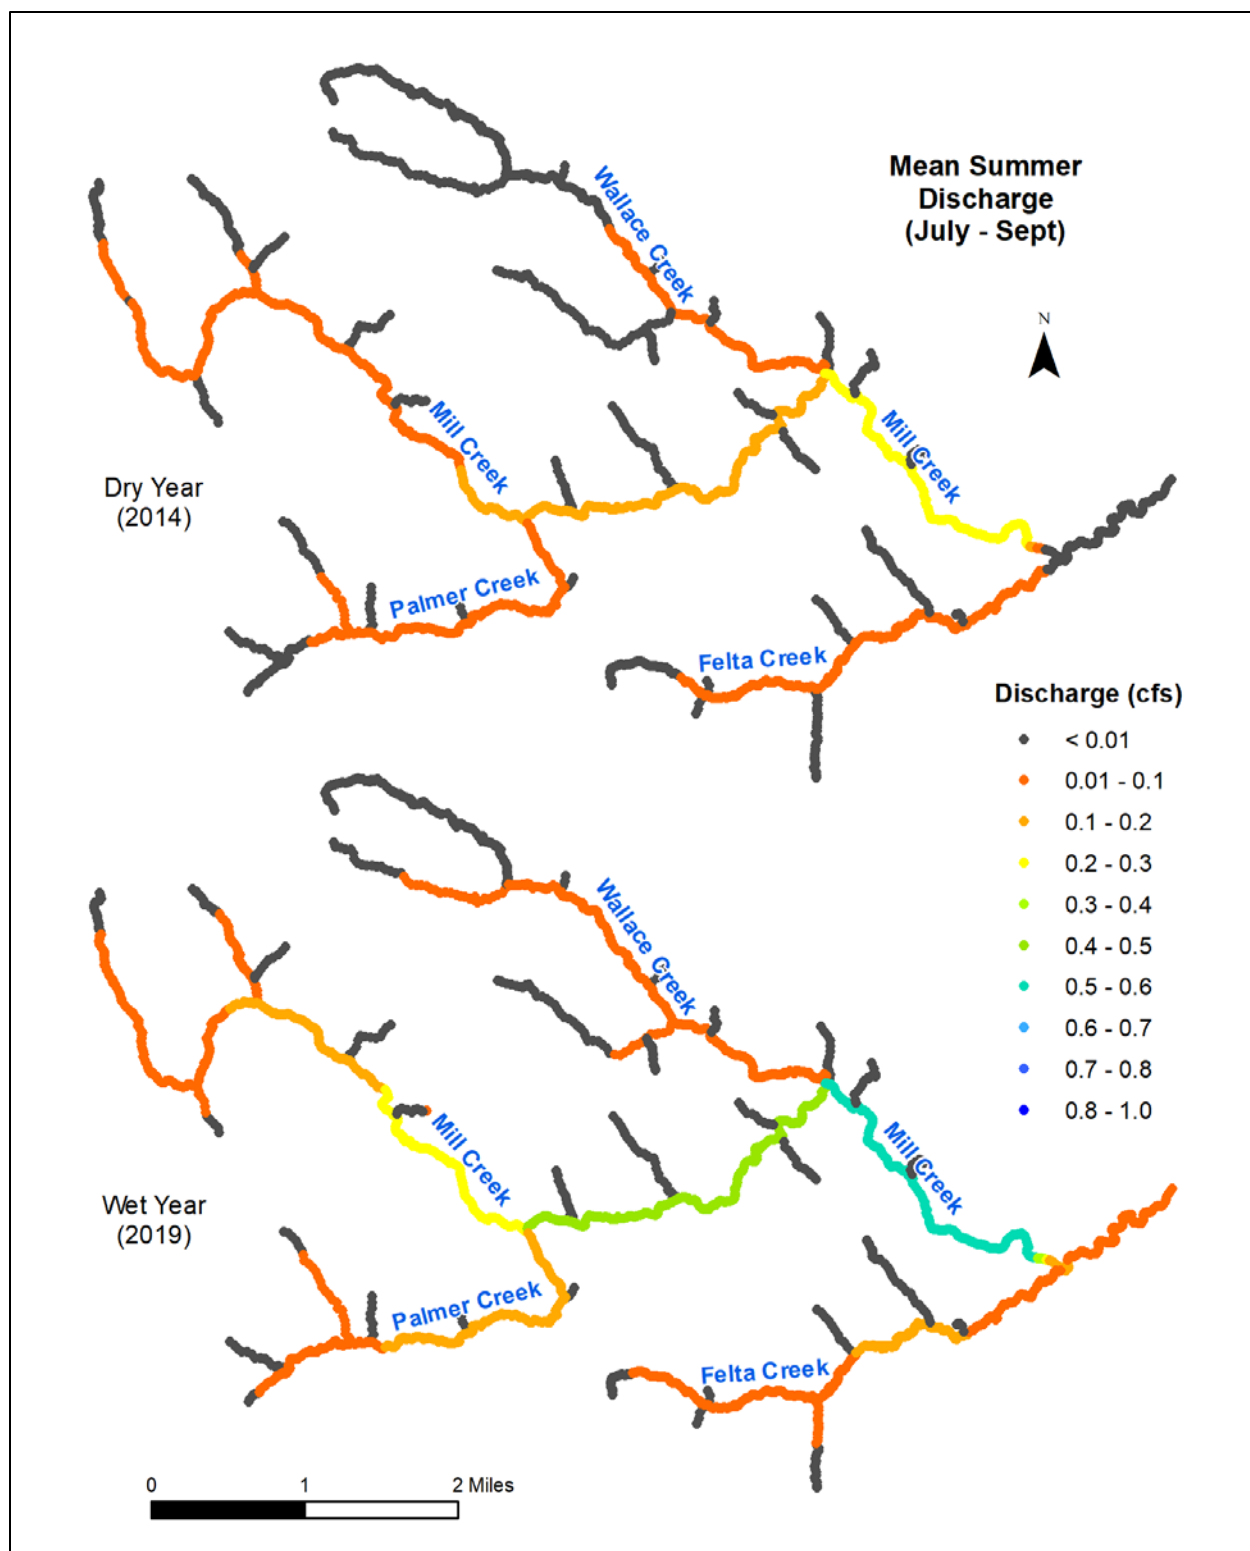 Mean Summer
Discharge
(July - Sept)
N
Wallace Creek
Mill Creek
Mill Creek
Dry Year
(2014)
Palmer Creek
Felta Creek
Discharge (cfs)
< 0.01
0.01 - 0.1
0.1 - 0.2
0.2 - 0.3
0.3 - 0.4
0.4 - 0.5
0.5 - 0.6
0.6 - 0.7
0.7 - 0.8
0.8 - 1.0
Wallace Creek
Mill Creek
Mill Creek
Wet Year
(2019)
Palmer Creek
Felta Creek
0 1 2 Miles